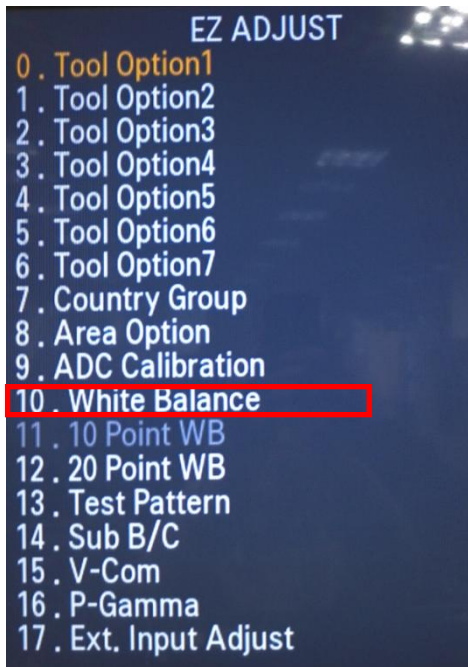 EZ ADJUST
0 . Tool Option1
1 . Tool Option2
2 . Tool Option3
3 . Tool Option4
4 . Tool Option5
5 . Tool Option6
6 . Tool Option7
7 . Country Group
8 . Area Option
9 . ADC Calibration
10 . White Balance
11 . 10 Point WB
12 . 20 Point WB
13 . Test Pattern
14 . Sub B/C
15 . V-Com
16 . P-Gamma
17 . Ext. Input Adjust